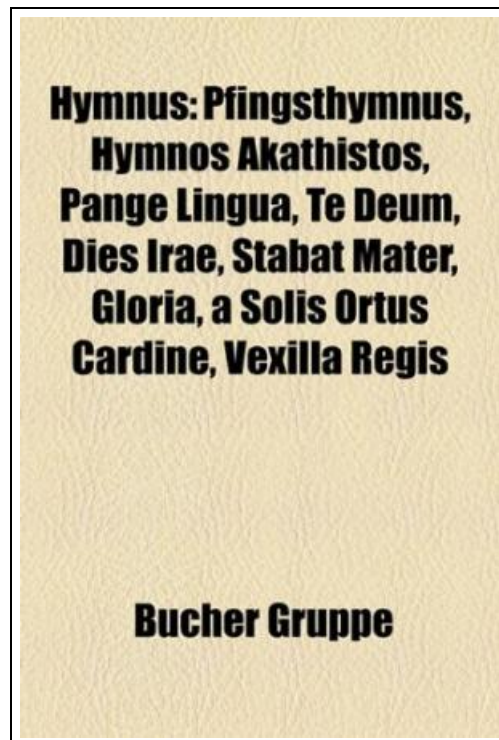 Hymnus: Pfingsthymnus,
Hymnos Akathistos,
Pange Lingua, Te Deum,
Dies Irae, Stabat Mater,
Gloria, a Solis Ortus
Cardine, Vexilla Regis
Bucher Gruppe